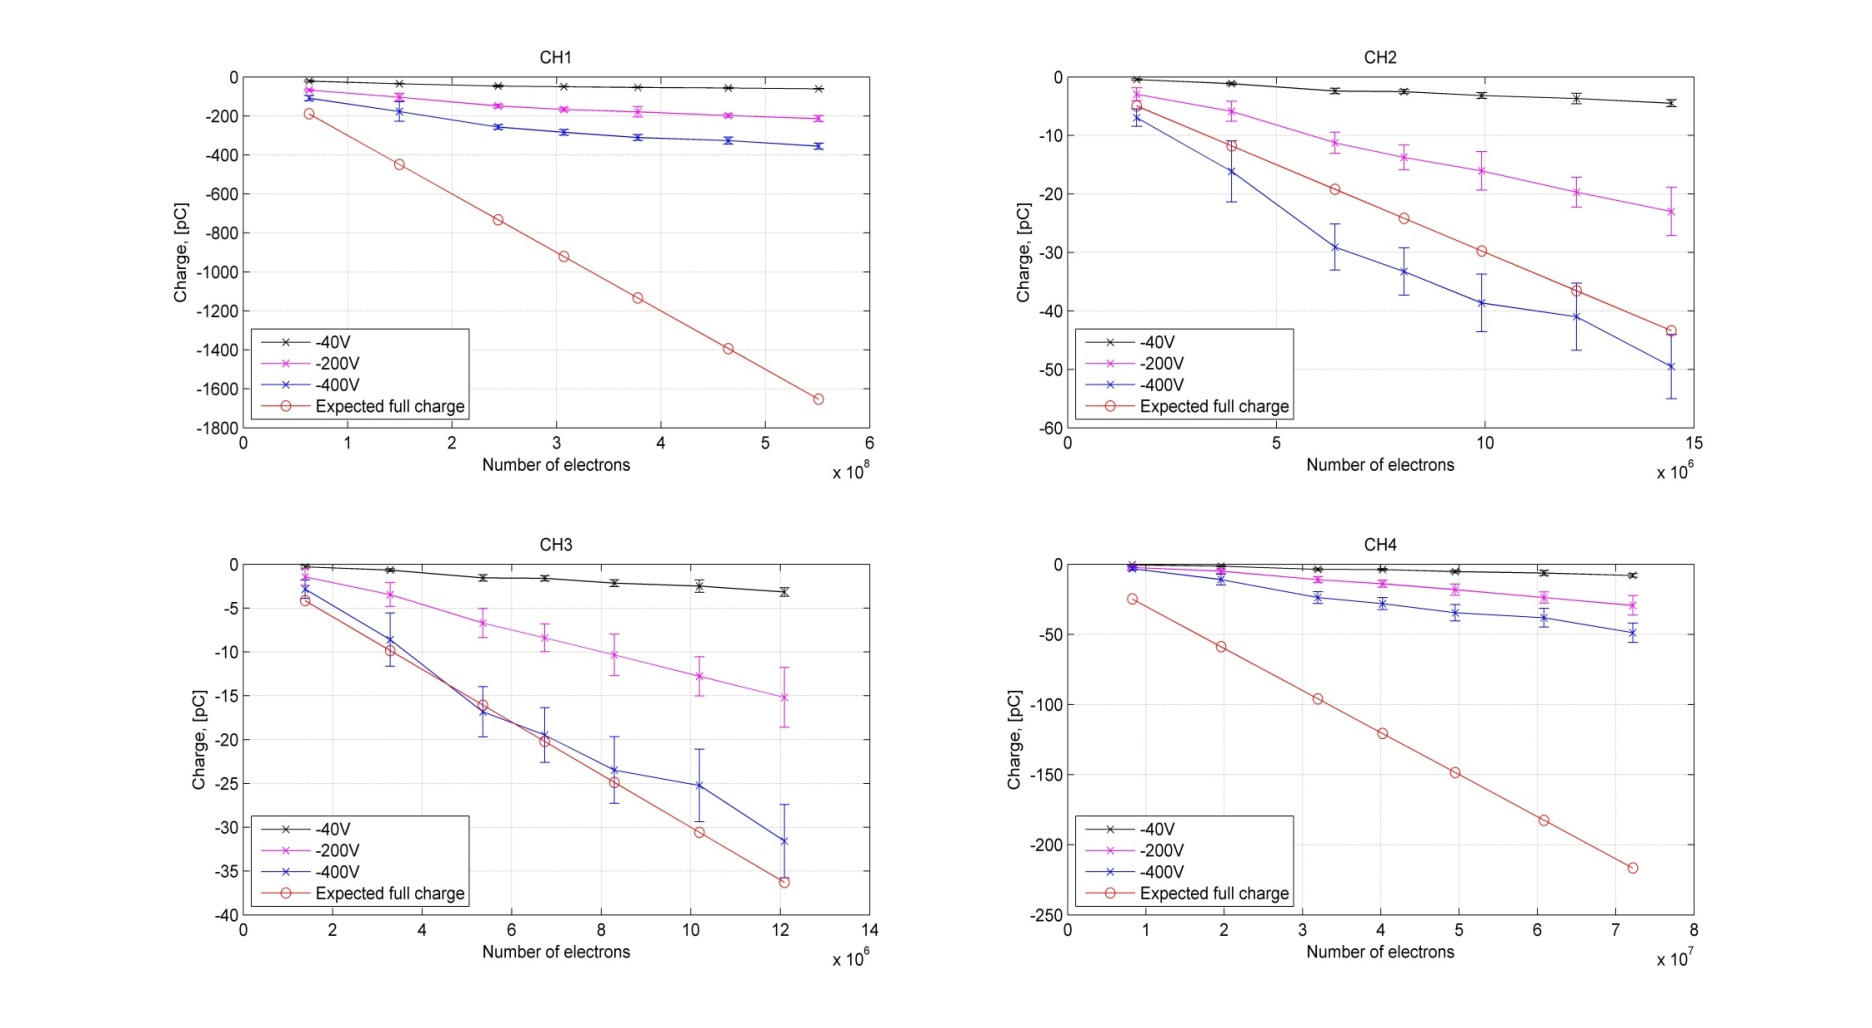 CH1
0
-200
-400
-600
-800
-1000
-1200
-1400
-1600
-1800
Charge, [pC]
-40V
-200V
-400V
Expected full charge
0 1 2 3 4 5 6
Number of electrons
x 10^8
CH2
0
-10
-20
-30
-40
-50
-60
Charge, [pC]
-40V
-200V
-400V
Expected full charge
0 5 10 15
Number of electrons
x 10^6
CH3
0
-5
-10
-15
-20
-25
-30
-35
-40
Charge, [pC]
-40V
-200V
-400V
Expected full charge
0 2 4 6 8 10 12 14
Number of electrons
x 10^6
CH4
0
-50
-100
-150
-200
-250
Charge, [pC]
-40V
-200V
-400V
Expected full charge
0 1 2 3 4 5 6 7 8
Number of electrons
x 10^7